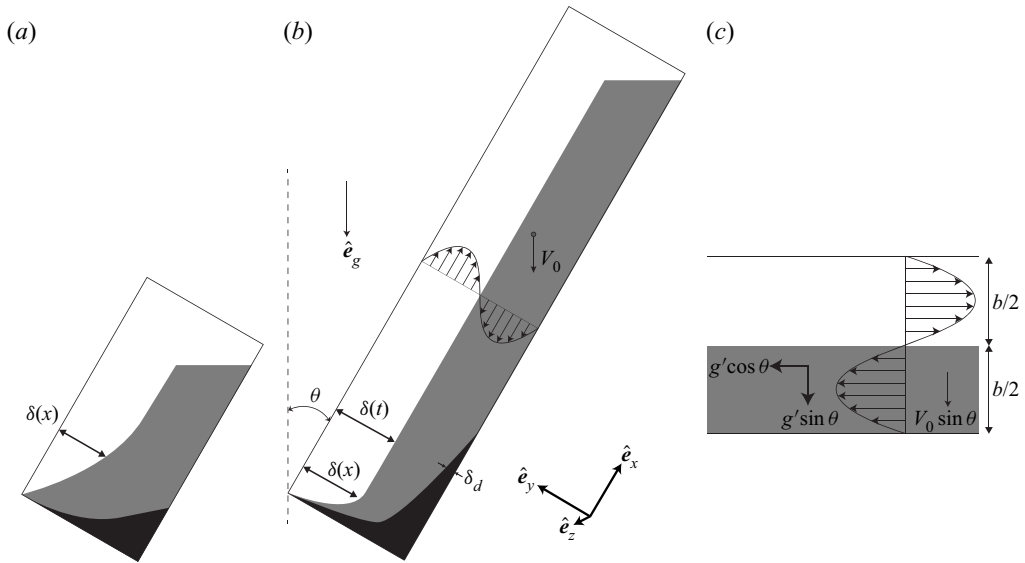 (a)
(b)
(c)
δ(x)
θ
ê_g
δ(t)
δ(x)
V_0
δ_d
ê_x
ê_y
ê_z
b/2
b/2
g′cos θ
g′sin θ
V_0 sin θ